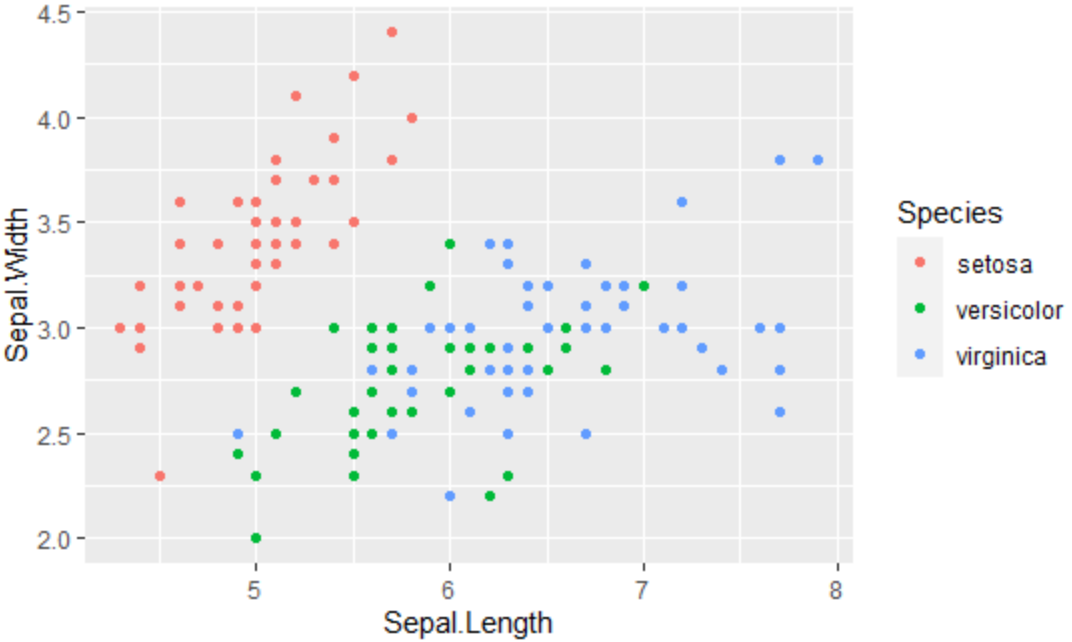 4.5
4.0
3.5
3.0
2.5
2.0
Sepal.Width
5 6 7 8
Sepal.Length
Species
setosa
versicolor
virginica